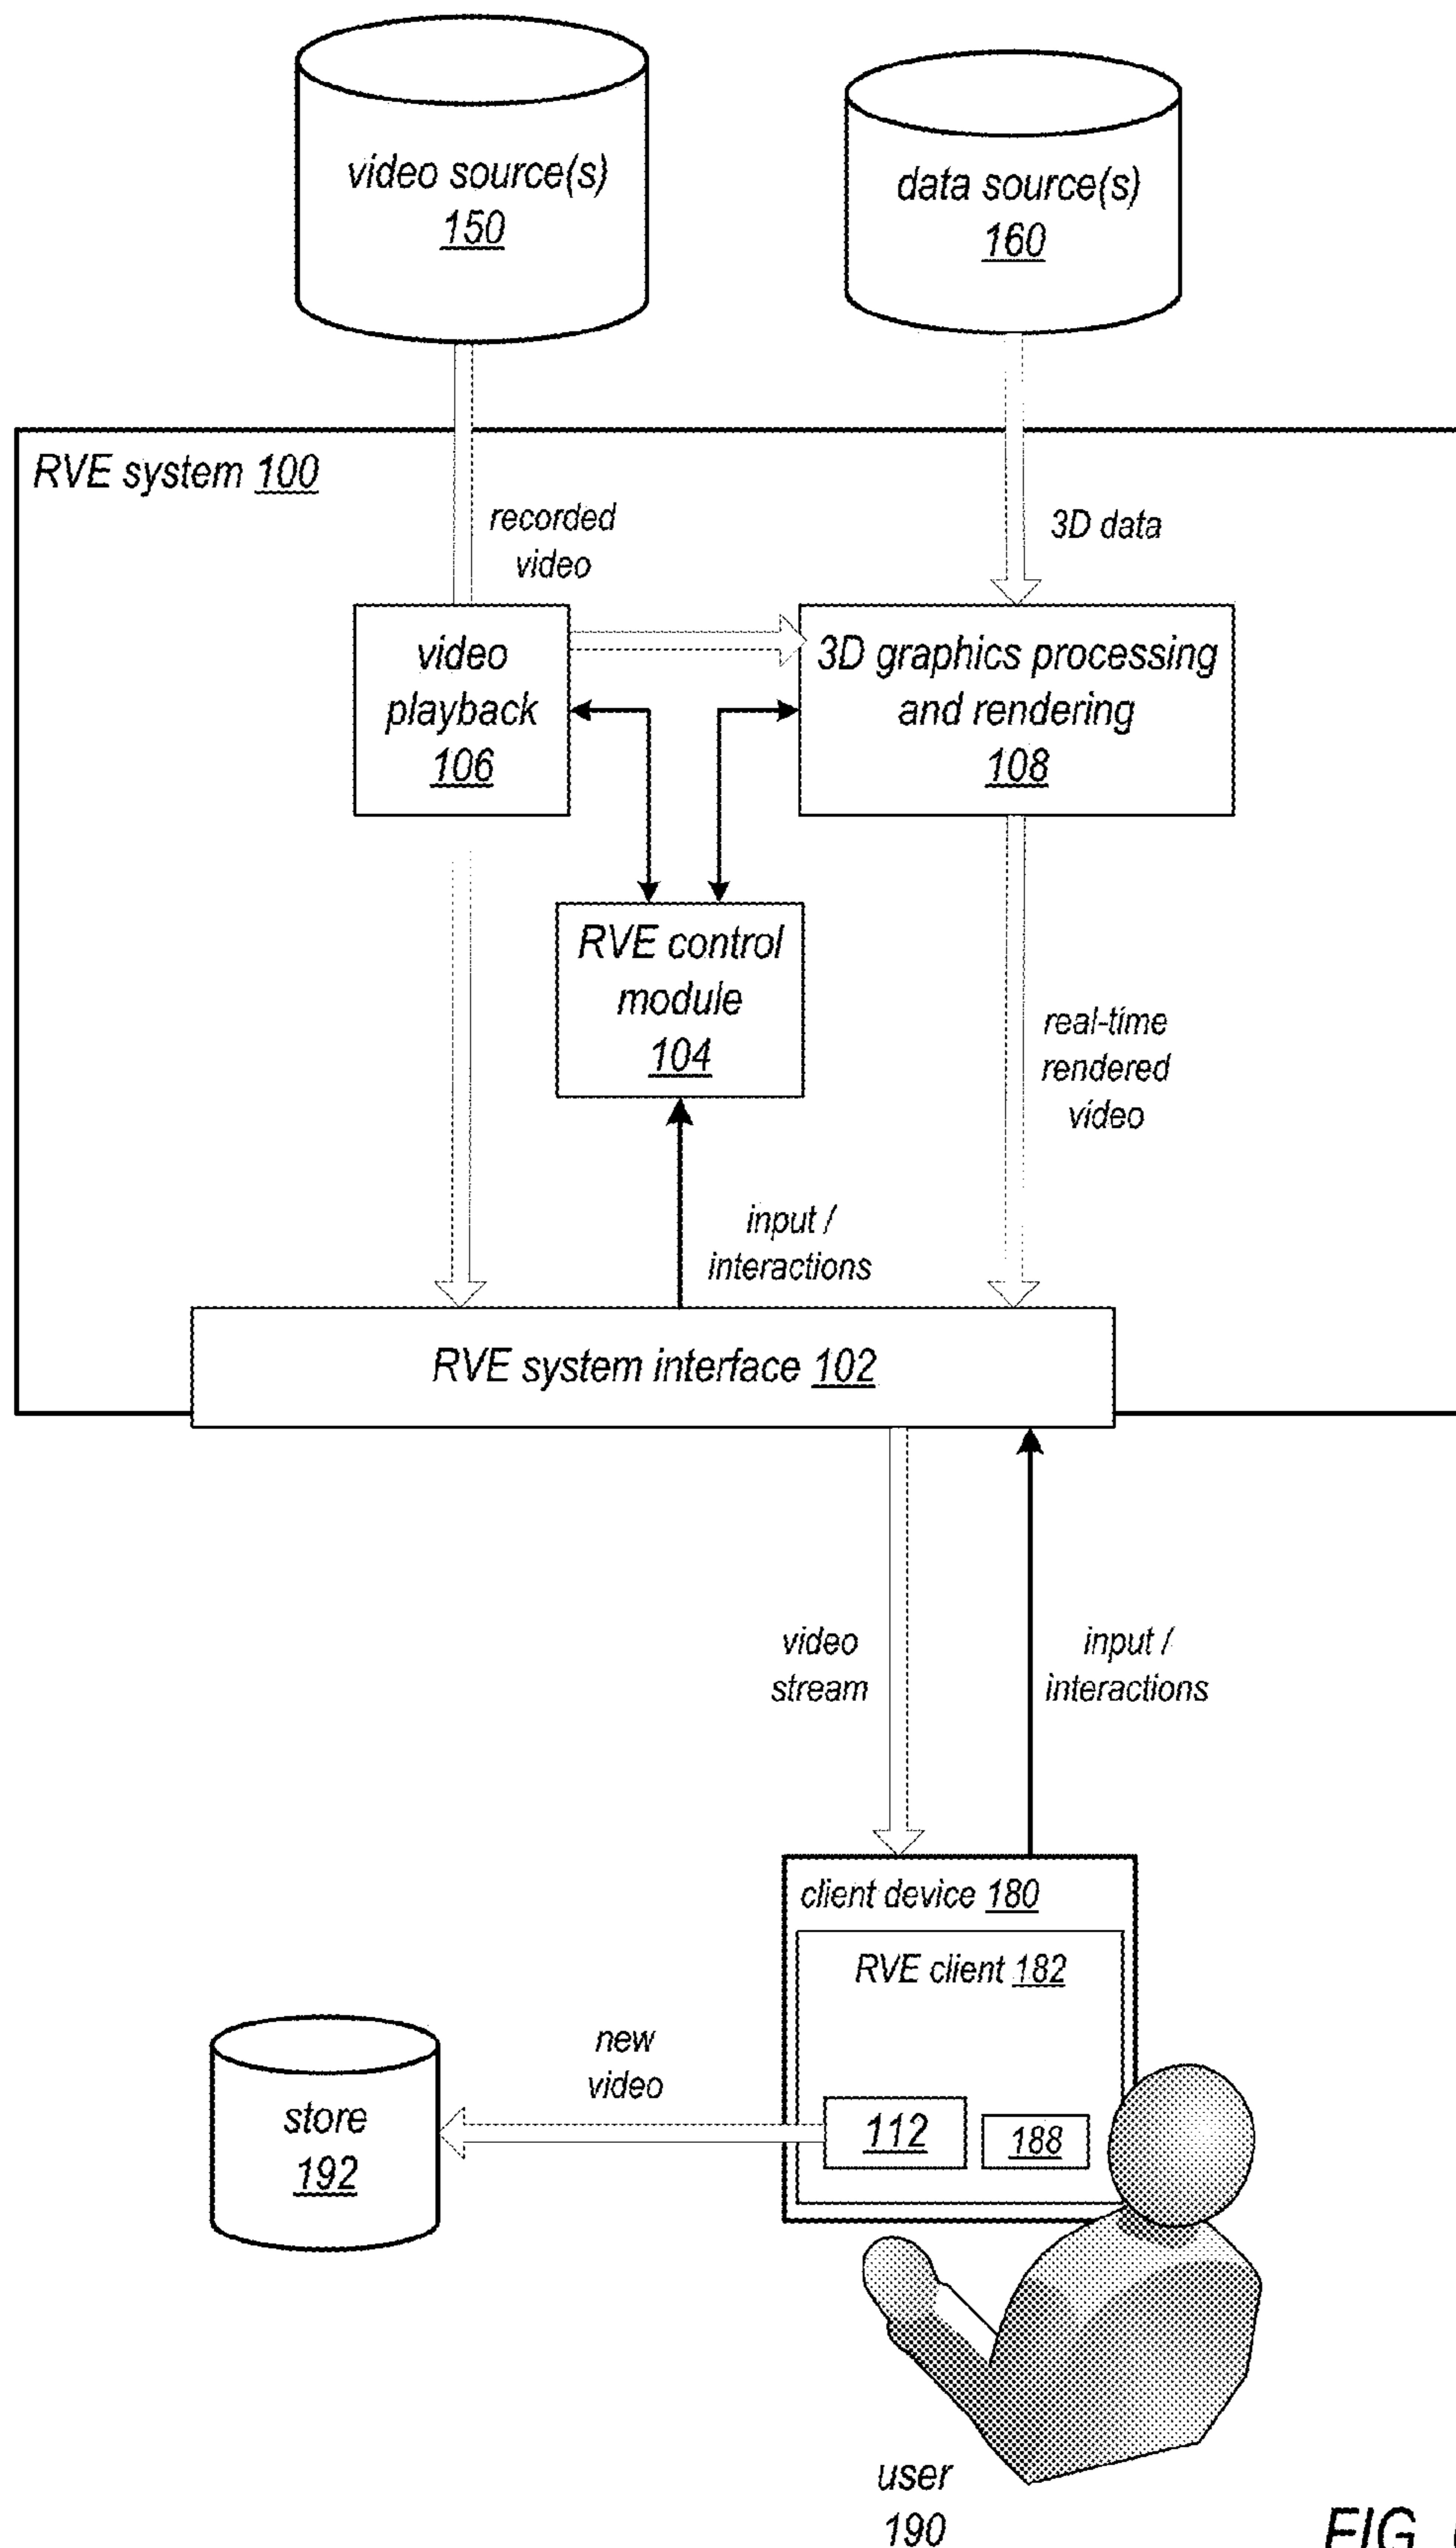 video source(s)
150
data source(s)
160
RVE system 100
recorded
video
3D data
video
playback
106
3D graphics processing
and rendering
108
RVE control
module
104
real-time
rendered
video
input /
interactions
RVE system interface 102
video
stream
input /
interactions
client device 180
RVE client 182
new
video
store
192
112
188
user
190
FIG.